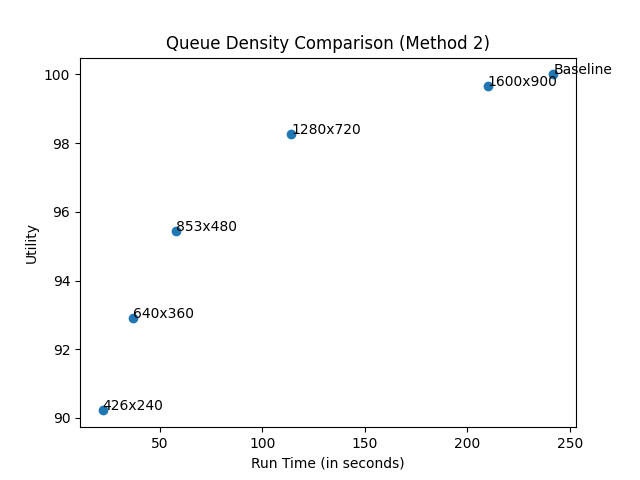 Queue Density Comparison (Method 2)
100
98
96
94
92
90
Utility
Baseline
1600x900
1280x720
853x480
640x360
426x240
50
100
150
200
250
Run Time (in seconds)